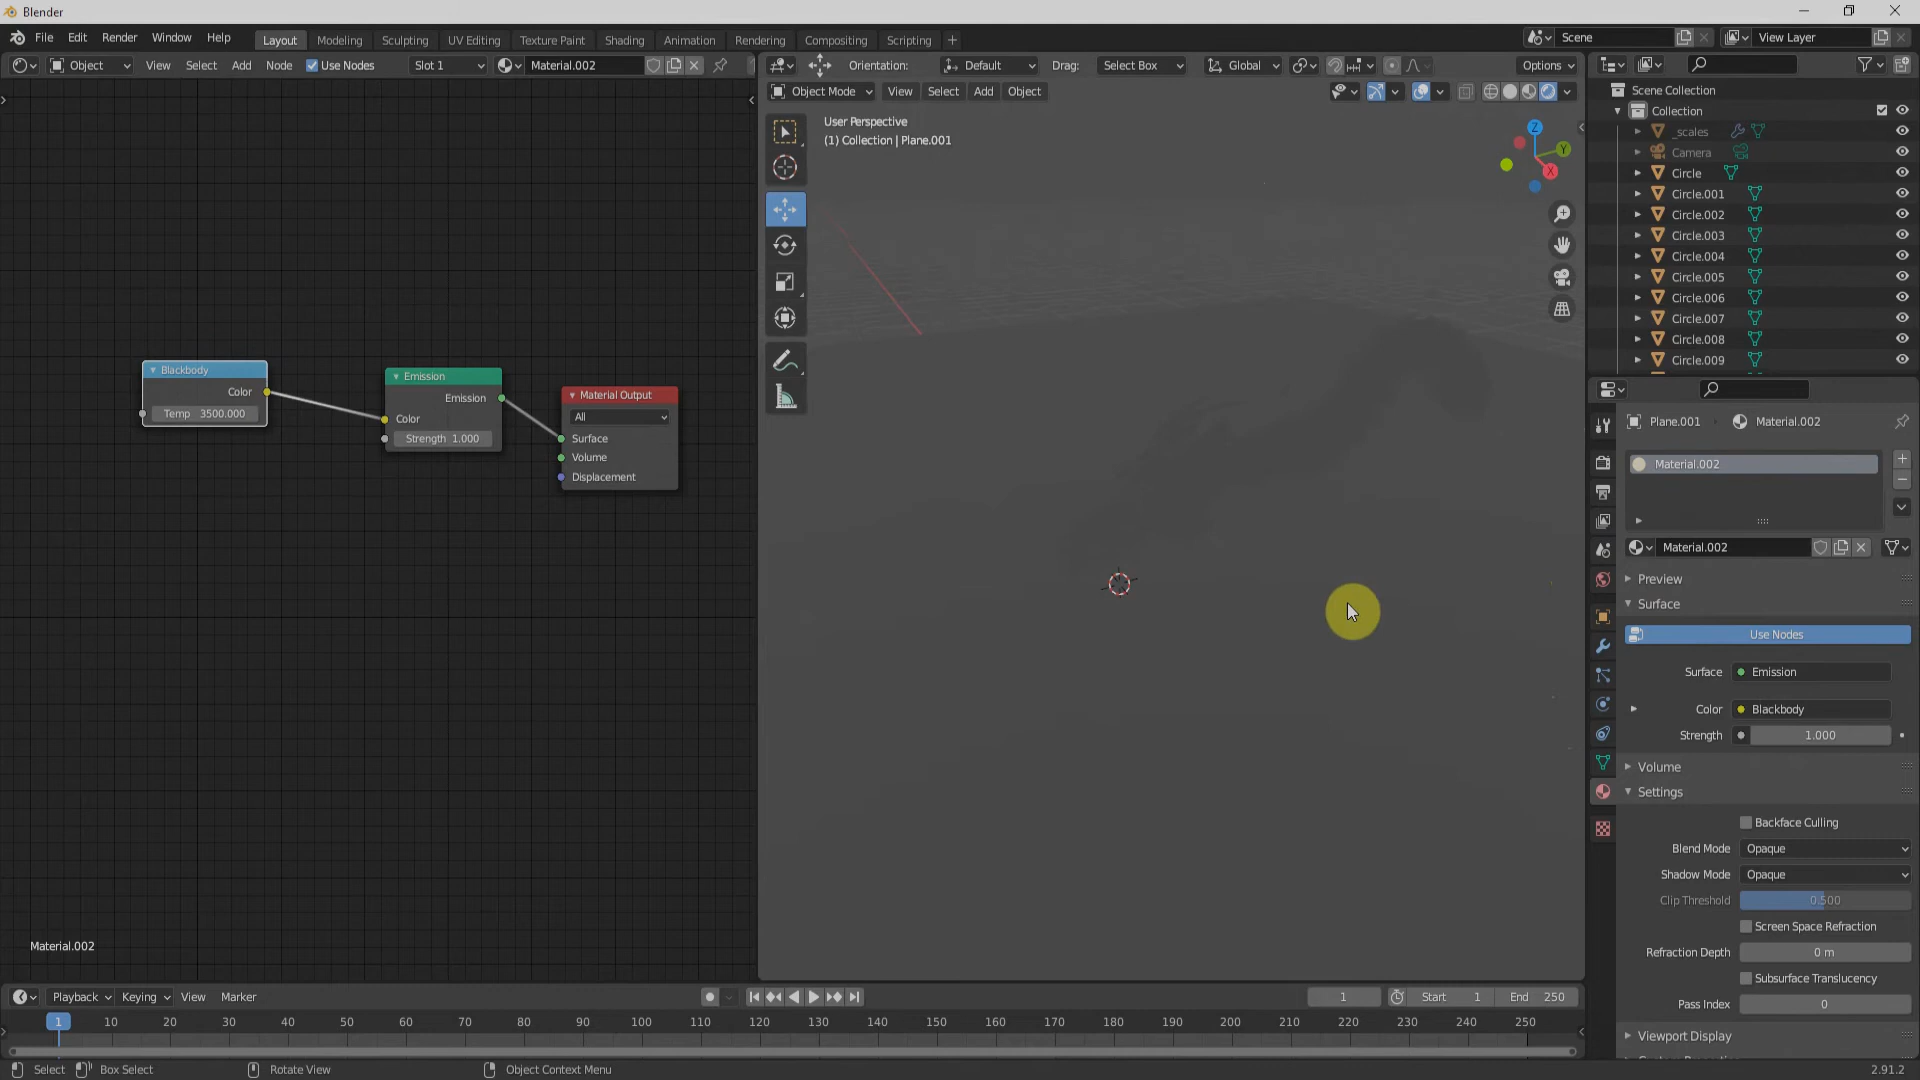 Blender
File Edit Render Window Help
Layout Modeling Sculpting UV Editing Texture Paint Shading Animation Rendering Compositing Scripting
Scene View Layer
Object View Select Add Node Use Nodes Slot 1 Material.002
Orientation: Default Drag: Select Box Global Options
Object Mode View Select Add Object
User Perspective
(1) Collection | Plane.001
Z
Y
X
Blackbody
Color
Temp 3500.000
Emission
Emission
Color
Strength 1.000
Material Output
All
Surface
Volume
Displacement
Material.002
Scene Collection
Collection
_scales
Camera
Circle
Circle.001
Circle.002
Circle.003
Circle.004
Circle.005
Circle.006
Circle.007
Circle.008
Circle.009
Plane.001 Material.002
Material.002
Material.002
Preview
Surface
Use Nodes
Surface Emission
Color Blackbody
Strength 1.000
Volume
Settings
Backface Culling
Blend Mode Opaque
Shadow Mode Opaque
Clip Threshold 0.500
Screen Space Refraction
Refraction Depth 0 m
Subsurface Translucency
Pass Index 0
Viewport Display
Playback Keying View Marker
1 Start 1 End 250
1 10 20 30 40 50 60 70 80 90 100 110 120 130 140 150 160 170 180 190 200 210 220 230 240 250
Select Box Select Rotate View Object Context Menu 2.91.2